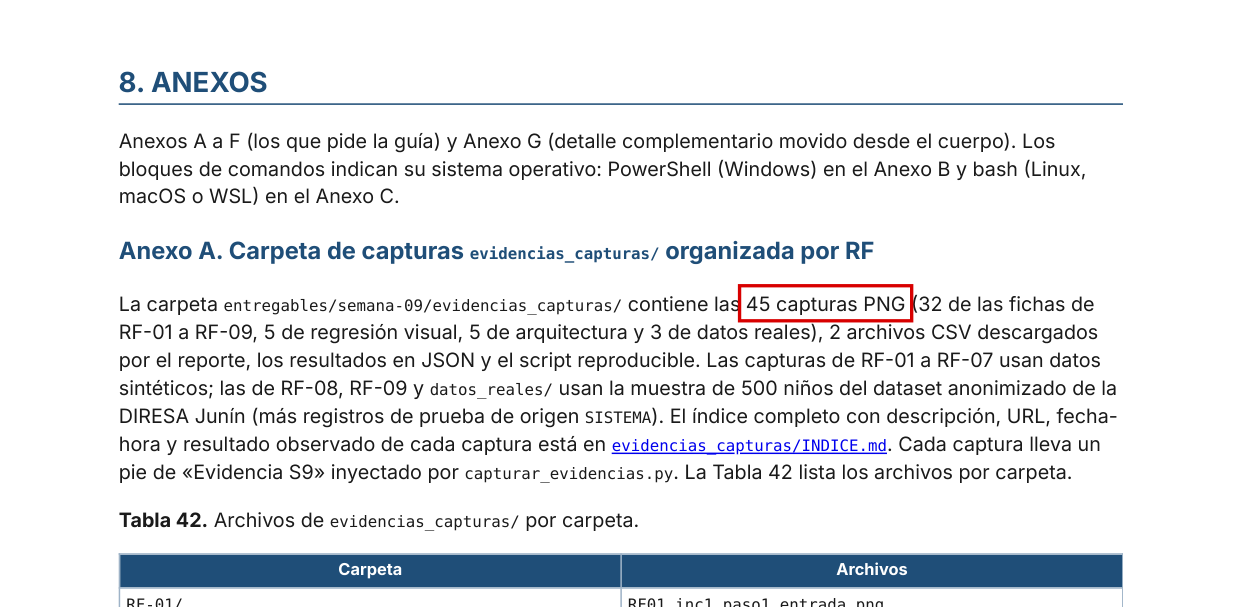 8. ANEXOS
Anexos A a F (los que pide la guía) y Anexo G (detalle complementario movido desde el cuerpo). Los
bloques de comandos indican su sistema operativo: PowerShell (Windows) en el Anexo B y bash (Linux,
macOS o WSL) en el Anexo C.
Anexo A. Carpeta de capturas evidencias_capturas/ organizada por RF
La carpeta entregables/semana-09/evidencias_capturas/ contiene las 45 capturas PNG (32 de las fichas de
RF-01 a RF-09, 5 de regresión visual, 5 de arquitectura y 3 de datos reales), 2 archivos CSV descargados
por el reporte, los resultados en JSON y el script reproducible. Las capturas de RF-01 a RF-07 usan datos
sintéticos; las de RF-08, RF-09 y datos_reales/ usan la muestra de 500 niños del dataset anonimizado de la
DIRESA Junín (más registros de prueba de origen SISTEMA). El índice completo con descripción, URL, fecha-
hora y resultado observado de cada captura está en evidencias_capturas/INDICE.md. Cada captura lleva un
pie de «Evidencia S9» inyectado por capturar_evidencias.py. La Tabla 42 lista los archivos por carpeta.
Tabla 42. Archivos de evidencias_capturas/ por carpeta.
Carpeta Archivos
RF-01/ RF01_inc1_paso1_entrada.png